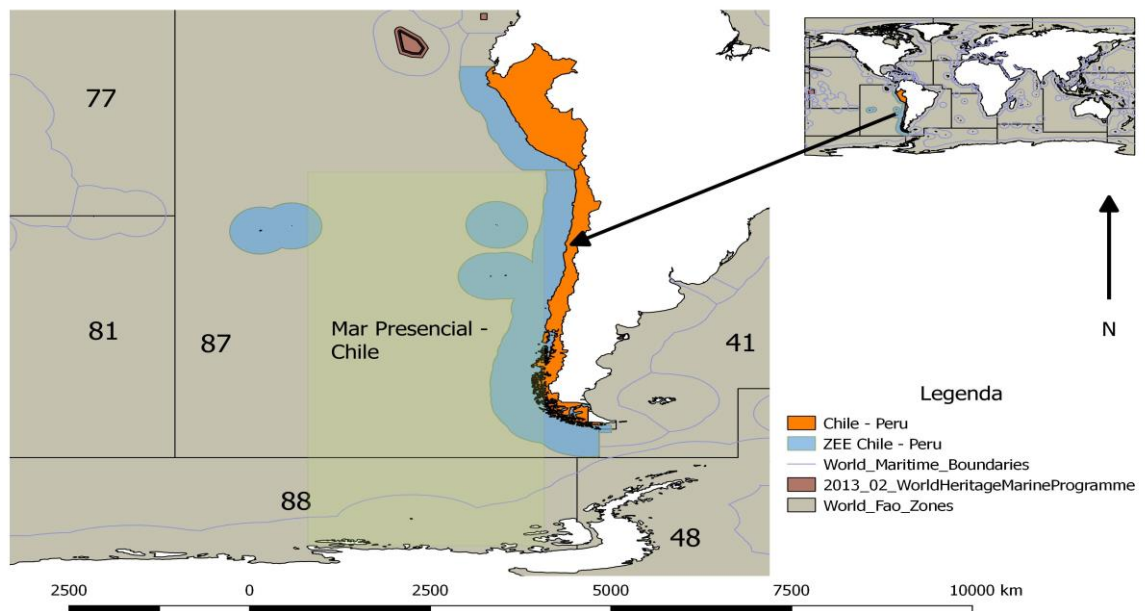 77
81
87
Mar Presencial -
Chile
41
88
48
N
Legenda
Chile - Peru
ZEE Chile - Peru
World_Maritime_Boundaries
2013_02_WorldHeritageMarineProgramme
World_Fao_Zones
2500 0 2500 5000 7500 10000 km